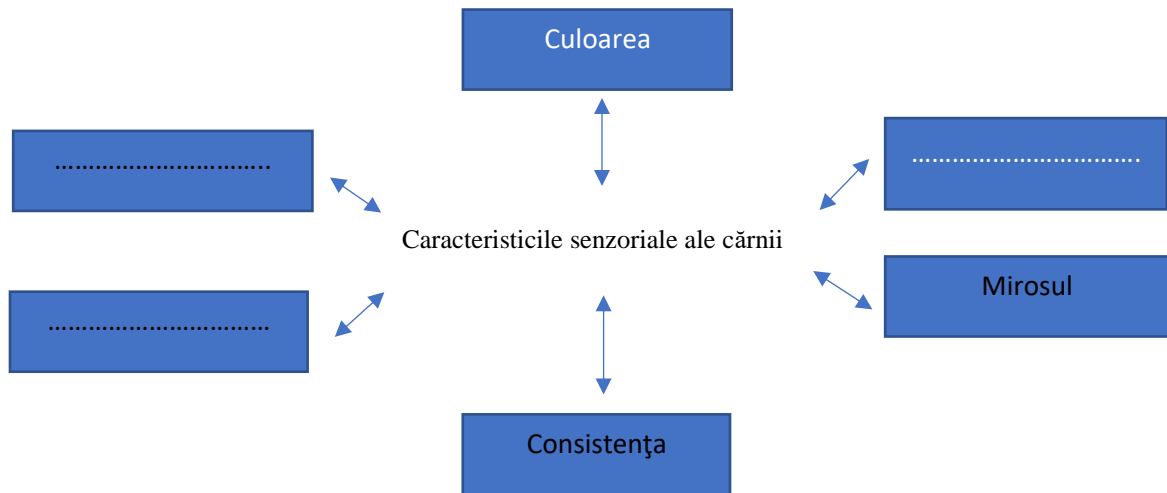 Culoarea
................................
..................................
Caracteristicile senzoriale ale cărnii
Mirosul
.................................
Consistenţa